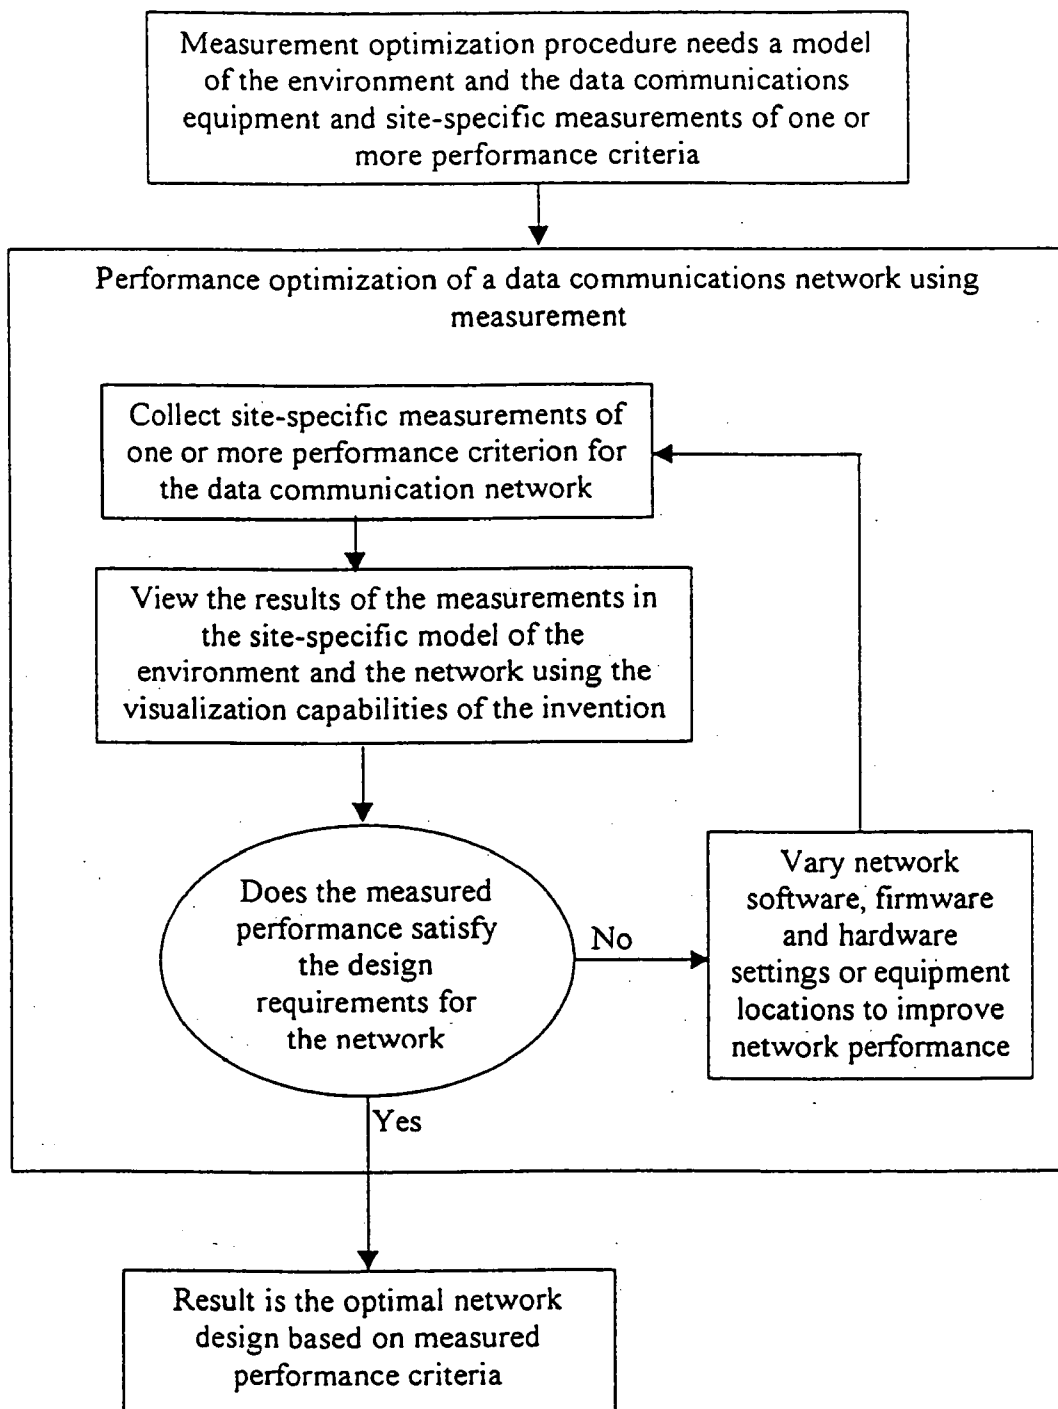 Measurement optimization procedure needs a model
of the environment and the data communications
equipment and site-specific measurements of one or
more performance criteria
Performance optimization of a data communications network using
measurement
Collect site-specific measurements of
one or more performance criterion for
the data communication network
View the results of the measurements in
the site-specific model of the
environment and the network using the
visualization capabilities of the invention
Does the measured
performance satisfy
the design
requirements for
the network
No
Vary network
software, firmware
and hardware
settings or equipment
locations to improve
network performance
Yes
Result is the optimal network
design based on measured
performance criteria